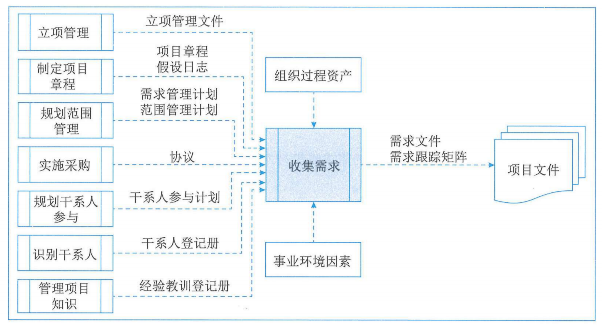 立项管理
立项管理文件
制定项目
章程
项目章程
假设日志
组织过程资产
规划范围
管理
需求管理计划
范围管理计划
实施采购
协议
收集需求
需求文件
需求跟踪矩阵
项目文件
规划干系人
参与
干系人参与计划
识别干系人
干系人登记册
事业环境因素
管理项目
知识
经验教训登记册